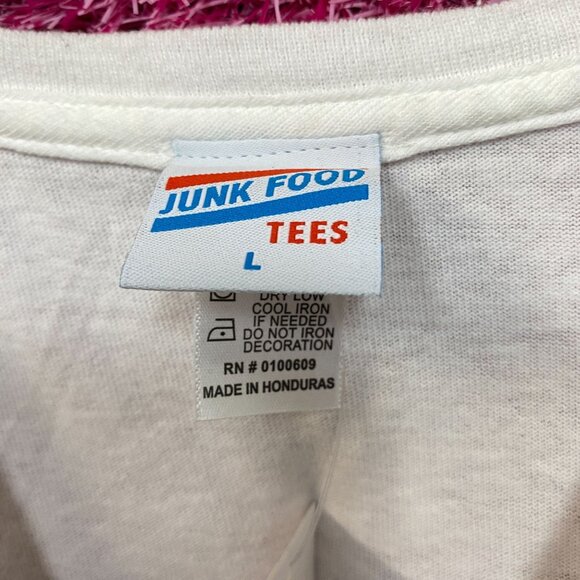 JUNK FOOD
TEES
L
DRY LOW
COOL IRON
IF NEEDED
DO NOT IRON
DECORATION
RN # 0100609
MADE IN HONDURAS